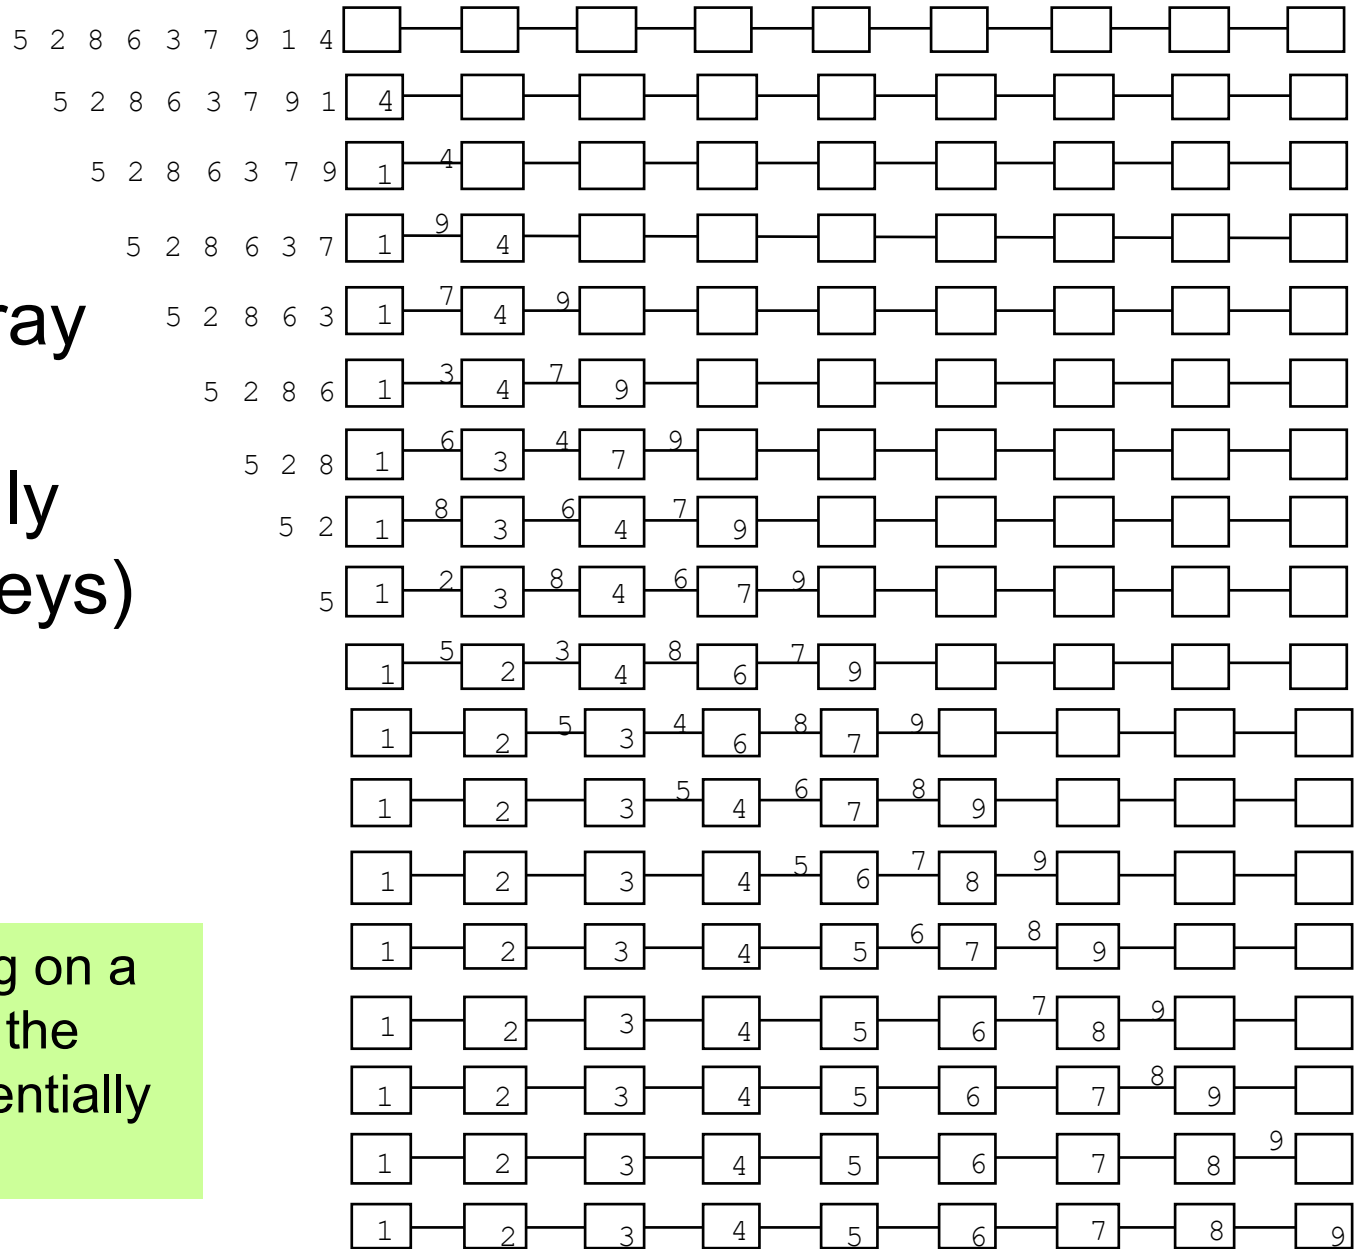 5 2 8 6 3 7 9 1 4
5 2 8 6 3 7 9 1 4
5 2 8 6 3 7 9 1 4
5 2 8 6 3 7 1 9 4
ray
5 2 8 6 3 1 7 4 9
5 2 8 6 1 3 4 7 9
5 2 8 1 6 3 4 7 9
ly
5 2 1 8 3 6 4 7 9
eys)
5 1 2 3 8 4 6 7 9
1 5 2 3 4 8 6 7 9
1 2 5 3 4 6 8 7 9
1 2 3 5 4 6 7 8 9
1 2 3 4 5 6 7 8 9
1 2 3 4 5 6 7 8 9
1 2 3 4 5 6 7 8 9
1 2 3 4 5 6 7 8 9
1 2 3 4 5 6 7 8 9
1 2 3 4 5 6 7 8 9
g on a
the
entially